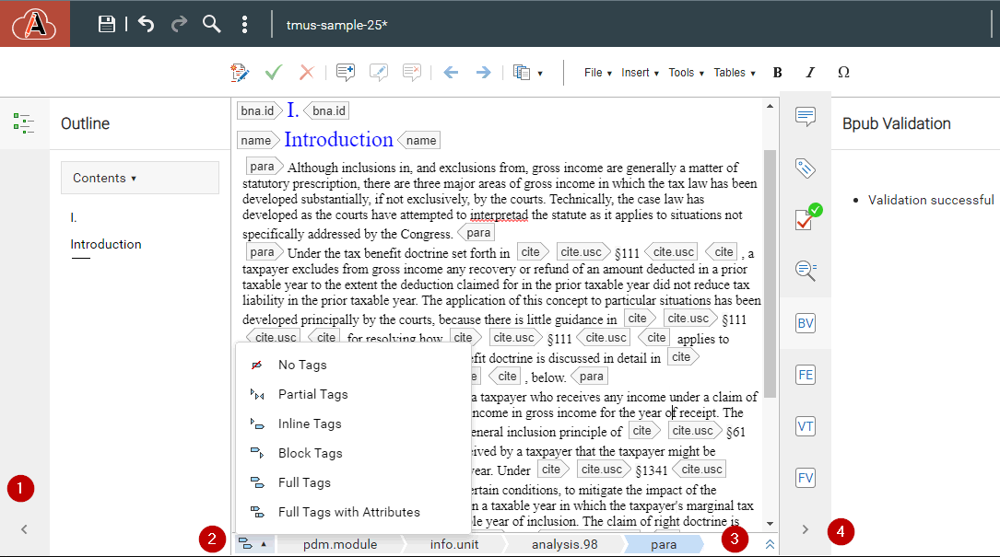 tmus-sample-25*
File ▾ Insert ▾ Tools ▾ Tables ▾ B I Ω
Outline
Contents ▾
I.
Introduction
bna.id I. bna.id
name Introduction name
para Although inclusions in, and exclusions from, gross income are generally a matter of
statutory prescription, there are three major areas of gross income in which the tax law has been
developed substantially, if not exclusively, by the courts. Technically, the case law has
developed as the courts have attempted to interpretad the statute as it applies to situations not
specifically addressed by the Congress. para
para Under the tax benefit doctrine set forth in cite cite.usc §111 cite.usc cite , a
taxpayer excludes from gross income any recovery or refund of an amount deducted in a prior
taxable year to the extent the deduction claimed for in the prior taxable year did not reduce tax
liability in the prior taxable year. The application of this concept to particular situations has been
developed principally by the courts, because there is little guidance in cite cite.usc §111
cite.usc cite for resolving how cite cite.usc §111 cite.usc cite applies to
efit doctrine is discussed in detail in cite
e cite , below. para
a taxpayer who receives any income under a claim of
ncome in gross income for the year of receipt. The
eneral inclusion principle of cite cite.usc §61
eived by a taxpayer that the taxpayer might be
year. Under cite cite.usc §1341 cite.usc
ertain conditions, to mitigate the impact of the
n a taxable year in which the taxpayer's marginal tax
le year of inclusion. The claim of right doctrine is
No Tags
Partial Tags
Inline Tags
Block Tags
Full Tags
Full Tags with Attributes
pdm.module info.unit analysis.98 para
1
2
3
4
BV
FE
VT
FV
Bpub Validation
• Validation successful